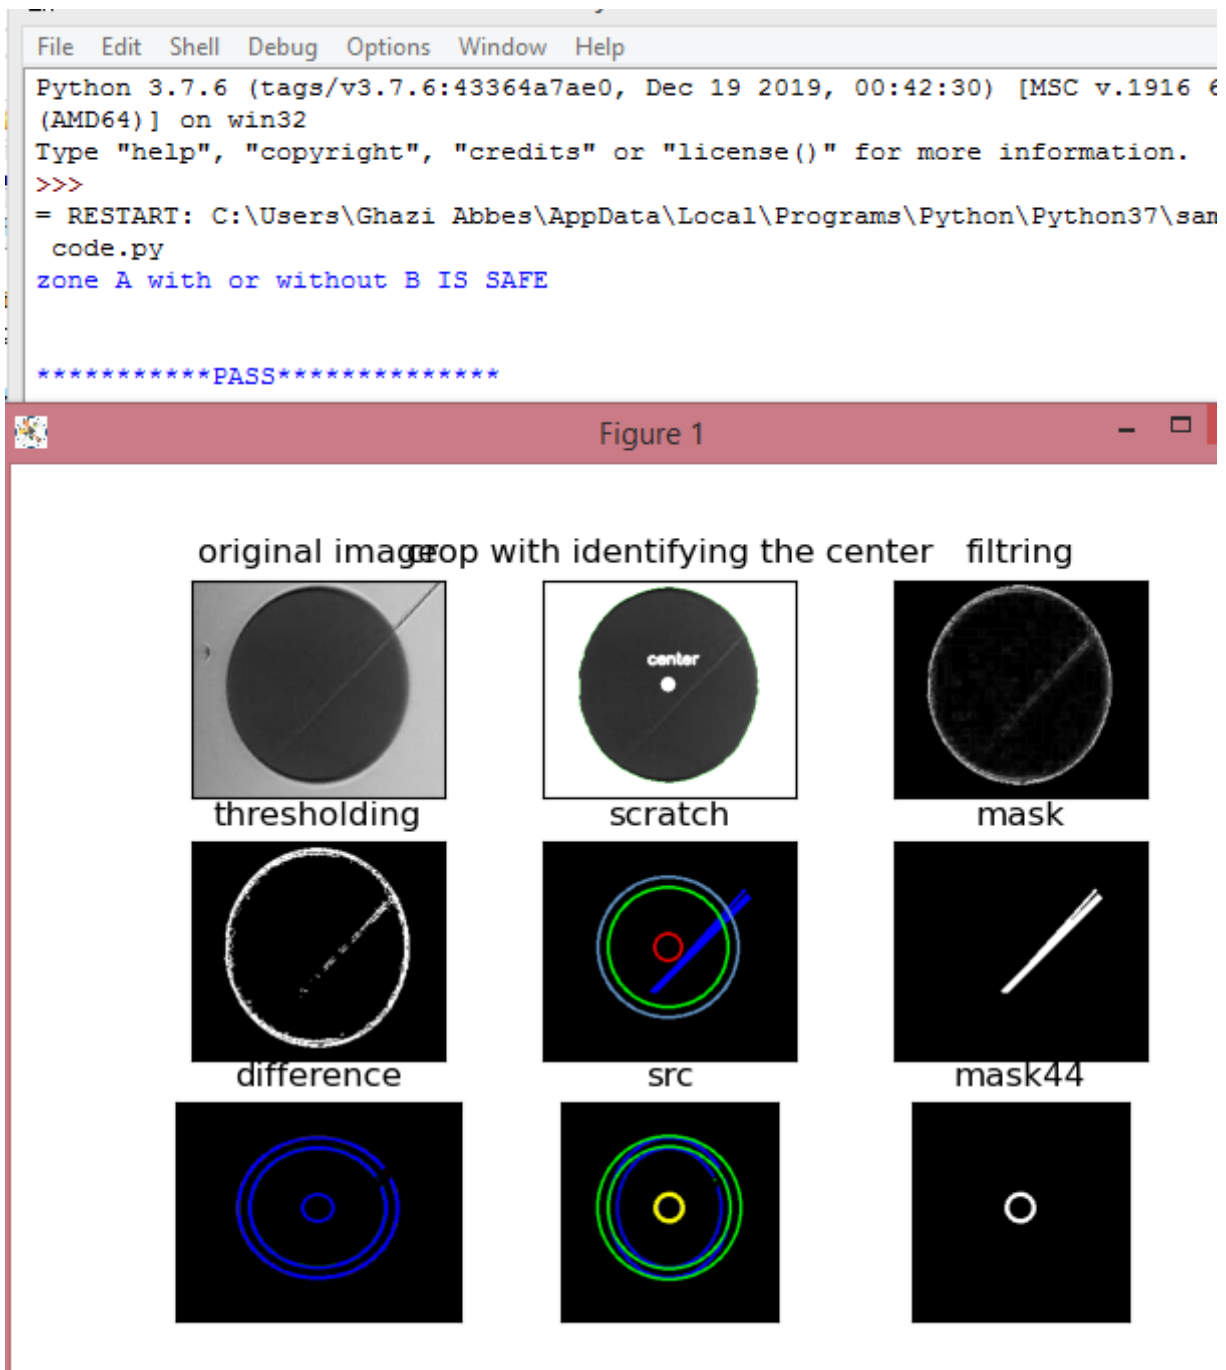 File Edit Shell Debug Options Window Help
Python 3.7.6 (tags/v3.7.6:43364a7ae0, Dec 19 2019, 00:42:30) [MSC v.1916 6
(AMD64)] on win32
Type "help", "copyright", "credits" or "license()" for more information.
>>>
= RESTART: C:\Users\Ghazi Abbes\AppData\Local\Programs\Python\Python37\sam
code.py
zone A with or without B IS SAFE
***********PASS**************
Figure 1
original image crop with identifying the center filtring
center
thresholding scratch mask
difference src mask44